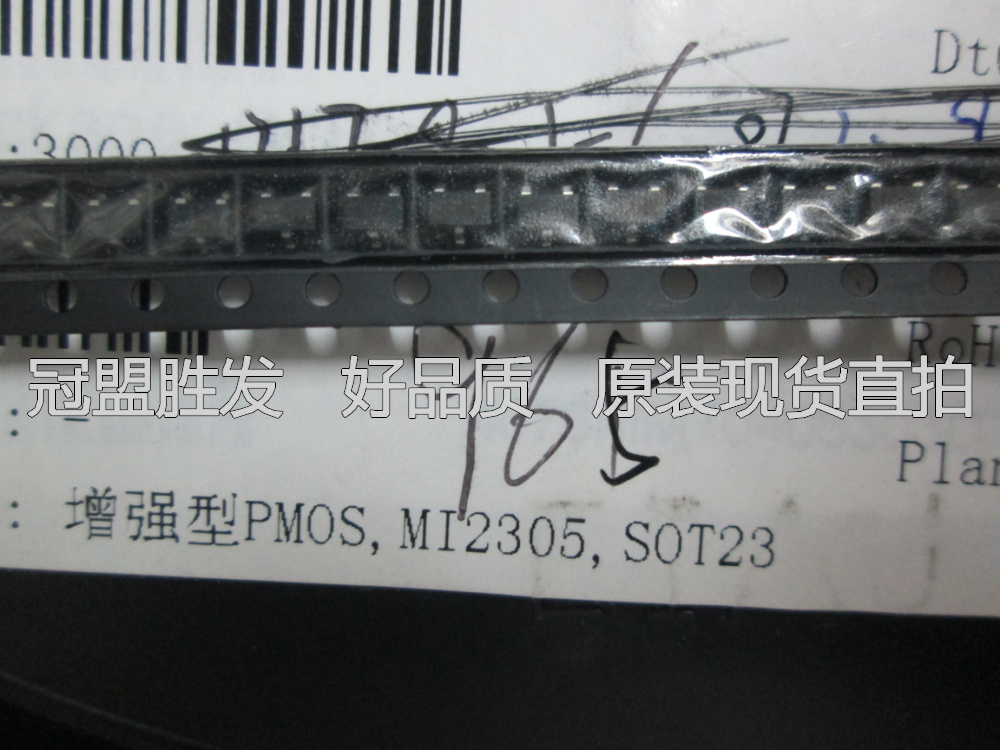 :3000
冠盟胜发 好品质 原装现货直拍
RoH
: -
Plan
: 增强型PMOS, MI2305, SOT23